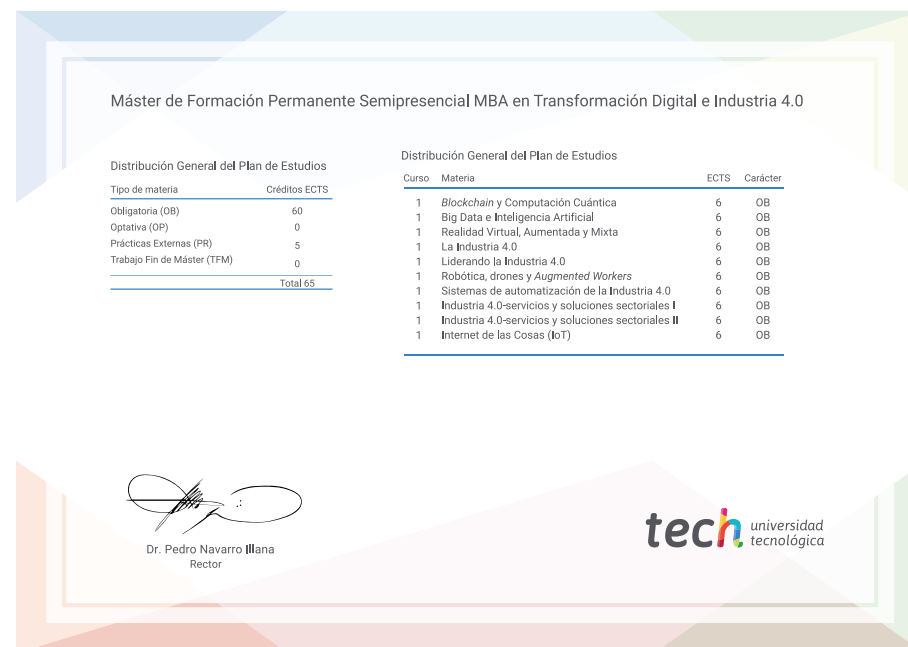 Máster de Formación Permanente Semipresencial MBA en Transformación Digital e Industria 4.0
Distribución General del Plan de Estudios
Tipo de materia Créditos ECTS
Obligatoria (OB) 60
Optativa (OP) 0
Prácticas Externas (PR) 5
Trabajo Fin de Máster (TFM) 0
Total 65
Distribución General del Plan de Estudios
Curso Materia ECTS Carácter
1 Blockchain y Computación Cuántica 6 OB
1 Big Data e Inteligencia Artificial 6 OB
1 Realidad Virtual, Aumentada y Mixta 6 OB
1 La Industria 4.0 6 OB
1 Liderando la Industria 4.0 6 OB
1 Robótica, drones y Augmented Workers 6 OB
1 Sistemas de automatización de la Industria 4.0 6 OB
1 Industria 4.0-servicios y soluciones sectoriales I 6 OB
1 Industria 4.0-servicios y soluciones sectoriales II 6 OB
1 Internet de las Cosas (IoT) 6 OB
Dr. Pedro Navarro Illana
Rector
tech universidad
tecnológica